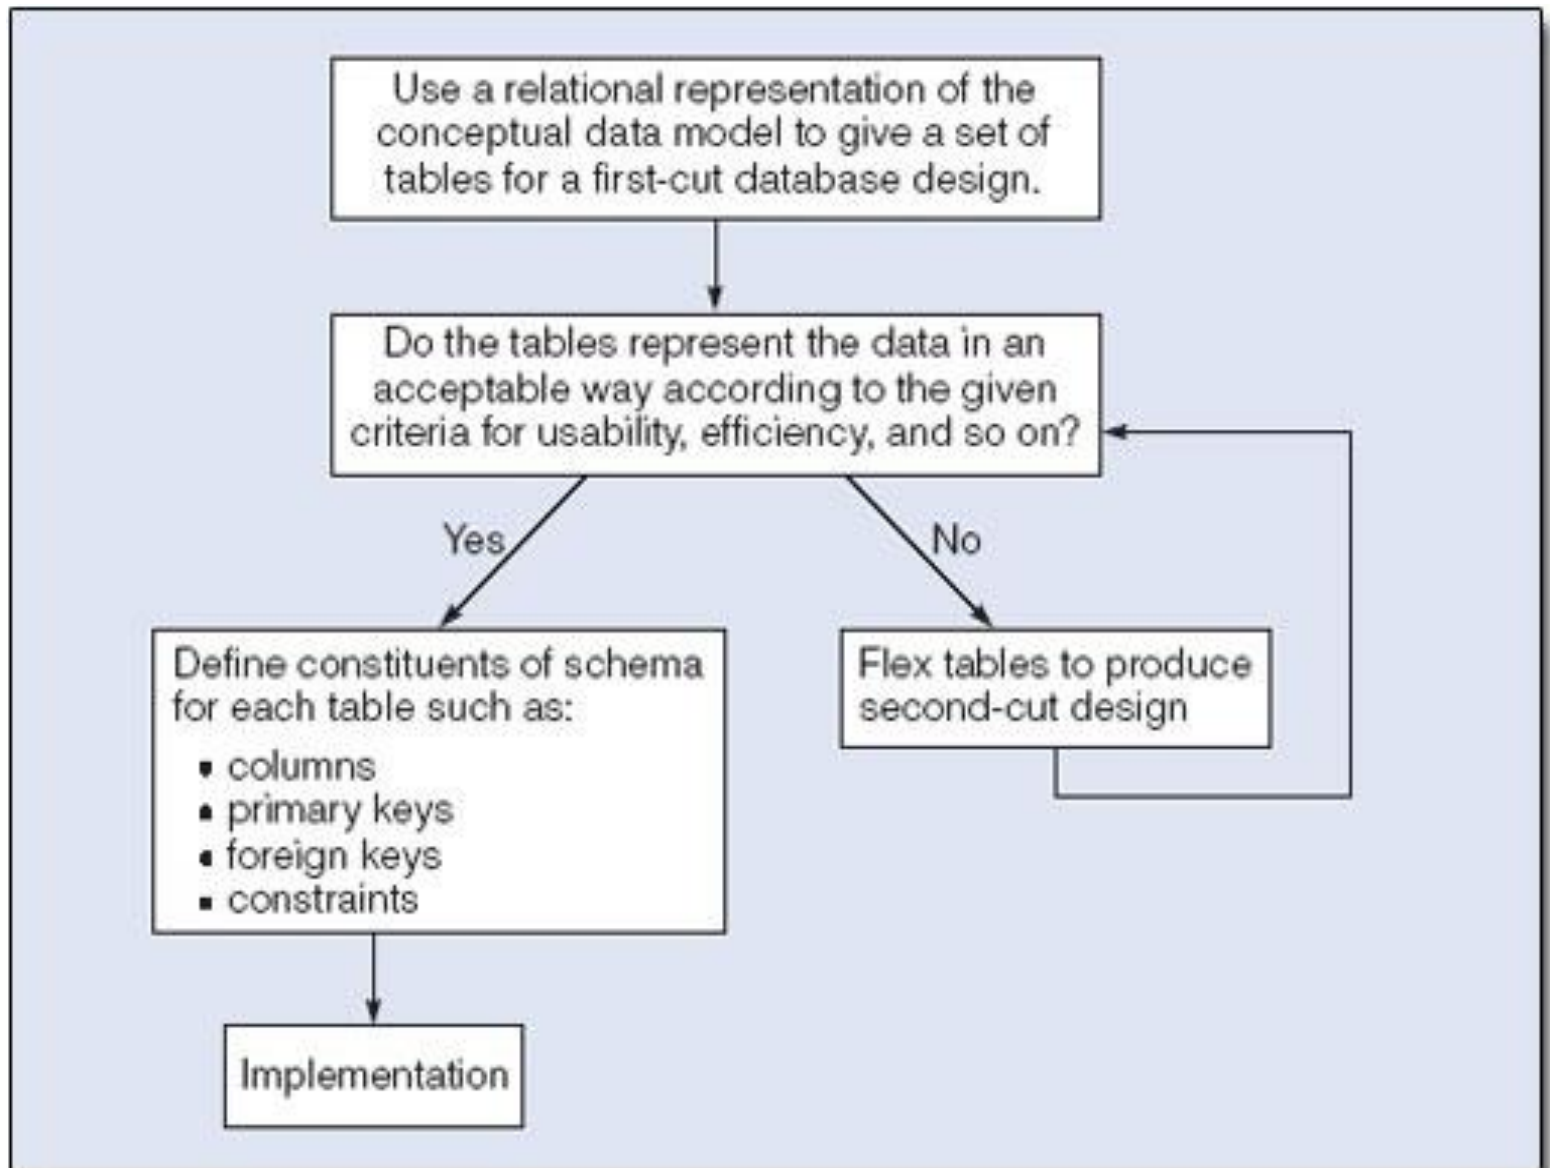 Use a relational representation of the
conceptual data model to give a set of
tables for a first-cut database design.
Do the tables represent the data in an
acceptable way according to the given
criteria for usability, efficiency, and so on?
Yes
No
Define constituents of schema
for each table such as:
▪ columns
▪ primary keys
▪ foreign keys
▪ constraints
Flex tables to produce
second-cut design
Implementation